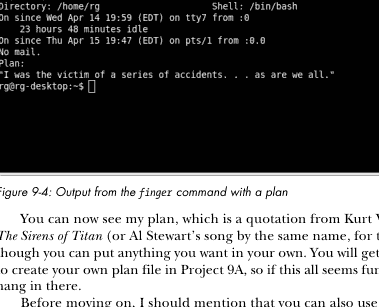 Directory: /home/rg Shell: /bin/bash
On since Wed Apr 14 19:59 (EDT) on tty7 from :0
23 hours 48 minutes idle
On since Thu Apr 15 19:47 (EDT) on pts/1 from :0.0
No mail.
Plan:
"I was the victim of a series of accidents. . . as are we all."
rg@rg-desktop:~$
Figure 9-4: Output from the finger command with a plan
You can now see my plan, which is a quotation from Kurt
The Sirens of Titan (or Al Stewart's song by the same name, for
though you can put anything you want in your own. You will get
to create your own plan file in Project 9A, so if this all seems
hang in there.
Before moving on, I should mention that you can also use